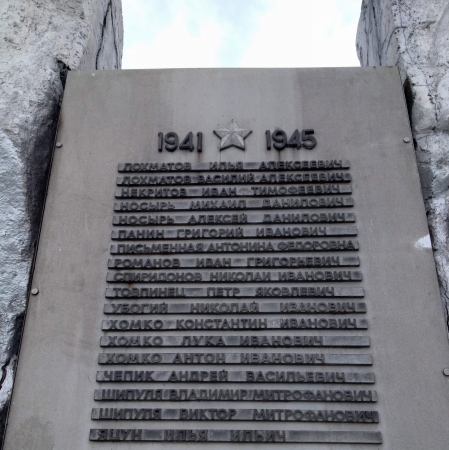 1941 1945
ЛОХМАТОВ ИЛЬЯ АЛЕКСЕЕВИЧ
ЛОХМАТОВ ВАСИЛИЙ АЛЕКСЕЕВИЧ
НЕКРИТОВ ИВАН ТИМОФЕЕВИЧ
НОСЫРЬ МИХАИЛ ДАНИЛОВИЧ
НОСЫРЬ АЛЕКСЕЙ ДАНИЛОВИЧ
ПАНИН ГРИГОРИЙ ИВАНОВИЧ
ПИСЬМЕННАЯ АНТОНИНА ФЕДОРОВНА
РОМАНОВ ИВАН ГРИГОРЬЕВИЧ
СПИРИДОНОВ НИКОЛАЙ ИВАНОВИЧ
ТОВПИНЕЦ ПЕТР ЯКОВЛЕВИЧ
УБОГИЙ НИКОЛАЙ ИВАНОВИЧ
ХОМКО КОНСТАНТИН ИВАНОВИЧ
ХОМКО ЛУКА ИВАНОВИЧ
ХОМКО АНТОН ИВАНОВИЧ
ЧЕПИК АНДРЕЙ ВАСИЛЬЕВИЧ
ШИПУЛЯ ВЛАДИМИР МИТРОФАНОВИЧ
ШИПУЛЯ ВИКТОР МИТРОФАНОВИЧ
ЯЦУН ИЛЬЯ ИЛЬИЧ